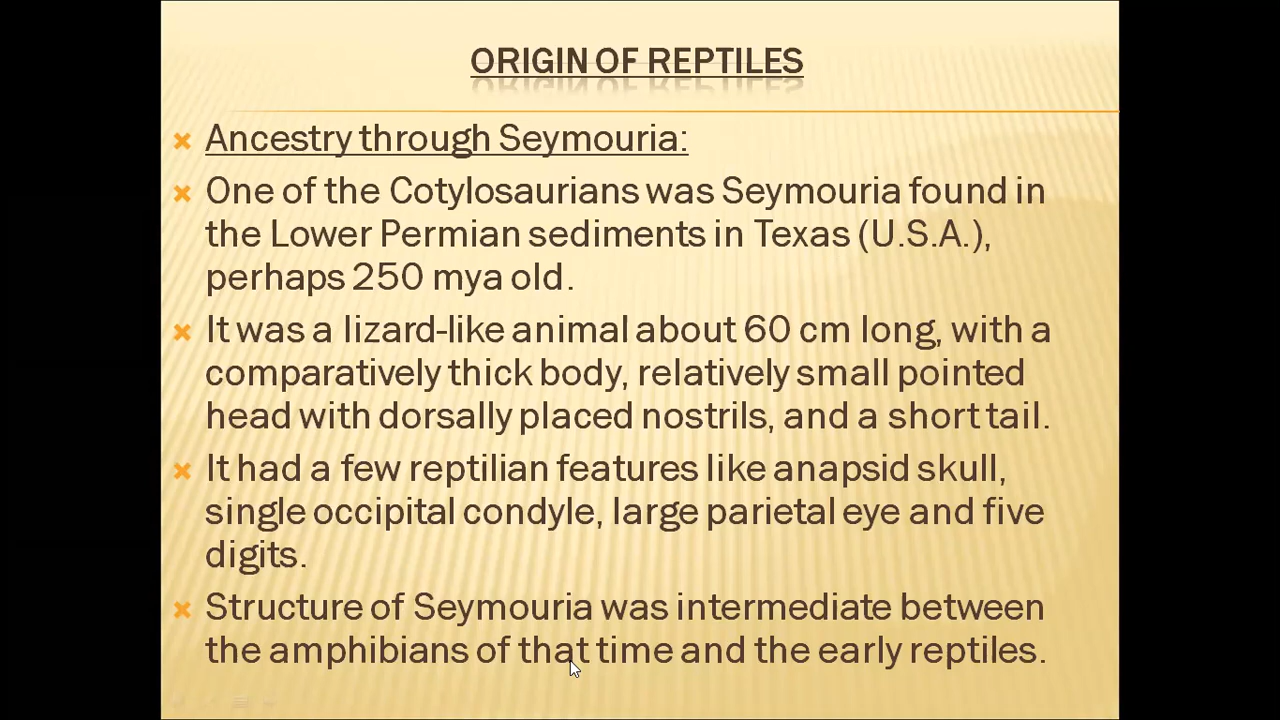 ORIGIN OF REPTILES
Ancestry through Seymouria:
One of the Cotylosaurians was Seymouria found in
the Lower Permian sediments in Texas (U.S.A.),
perhaps 250 mya old.
It was a lizard-like animal about 60 cm long, with a
comparatively thick body, relatively small pointed
head with dorsally placed nostrils, and a short tail.
It had a few reptilian features like anapsid skull,
single occipital condyle, large parietal eye and five
digits.
Structure of Seymouria was intermediate between
the amphibians of that time and the early reptiles.